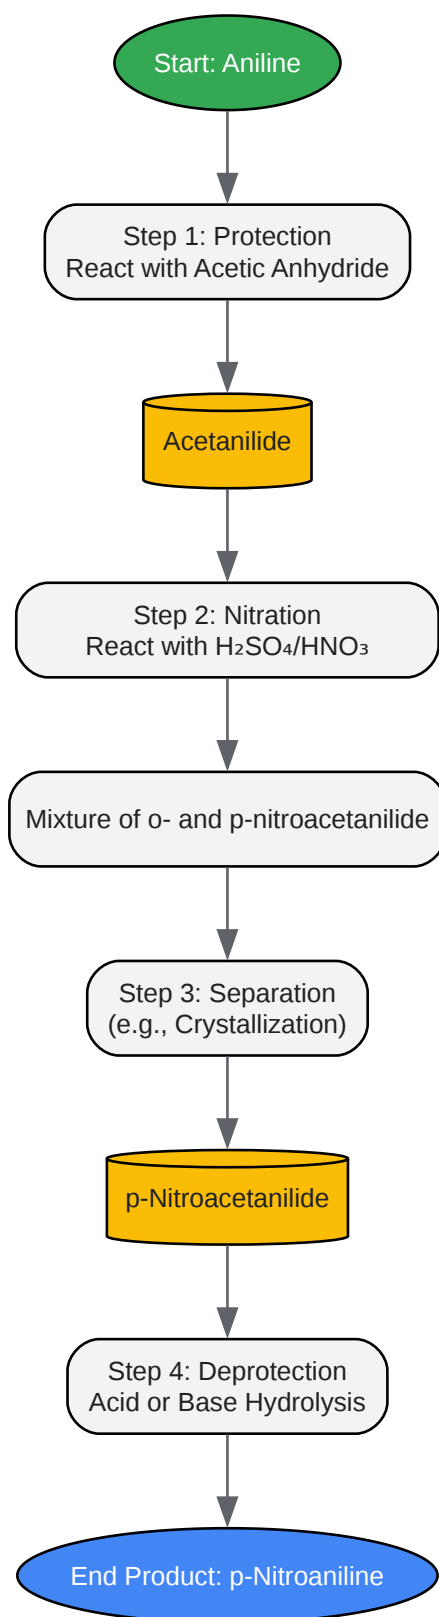 Start: Aniline
Step 1: Protection
React with Acetic Anhydride
Acetanilide
Step 2: Nitration
React with H₂SO₄/HNO₃
Mixture of o- and p-nitroacetanilide
Step 3: Separation
(e.g., Crystallization)
p-Nitroacetanilide
Step 4: Deprotection
Acid or Base Hydrolysis
End Product: p-Nitroaniline